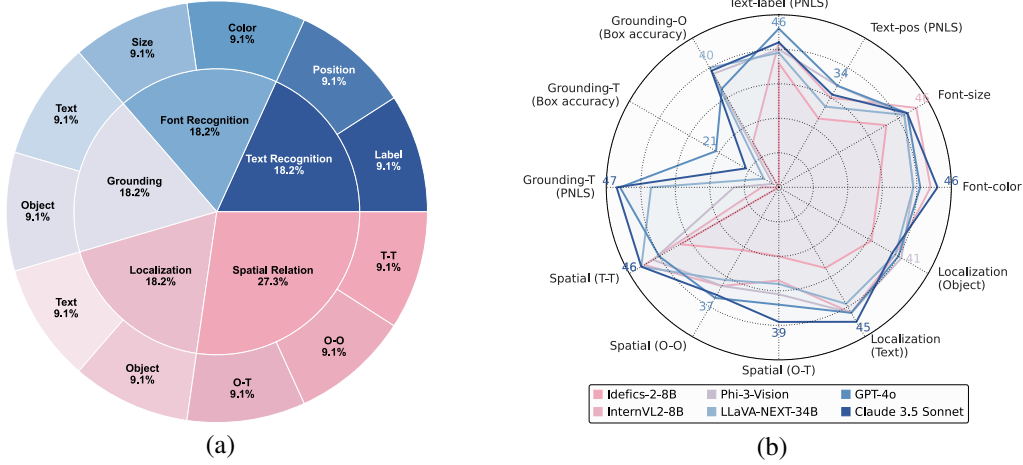 Size
9.1%
Color
9.1%
Position
9.1%
Label
9.1%
Text
9.1%
Object
9.1%
Text
9.1%
Object
9.1%
O-T
9.1%
O-O
9.1%
T-T
9.1%
Font Recognition
18.2%
Text Recognition
18.2%
Grounding
18.2%
Localization
18.2%
Spatial Relation
27.3%
(a)
Text-label (PNLS)
46
Text-pos (PNLS)
34
Font-size
45
Font-color
46
Localization
(Object)
41
Localization
(Text))
45
Spatial (O-T)
39
Spatial (O-O)
37
Spatial (T-T)
46
Grounding-T
(PNLS)
47
Grounding-T
(Box accuracy)
21
Grounding-O
(Box accuracy)
40
Idefics-2-8B
InternVL2-8B
Phi-3-Vision
LLaVA-NEXT-34B
GPT-4o
Claude 3.5 Sonnet
(b)